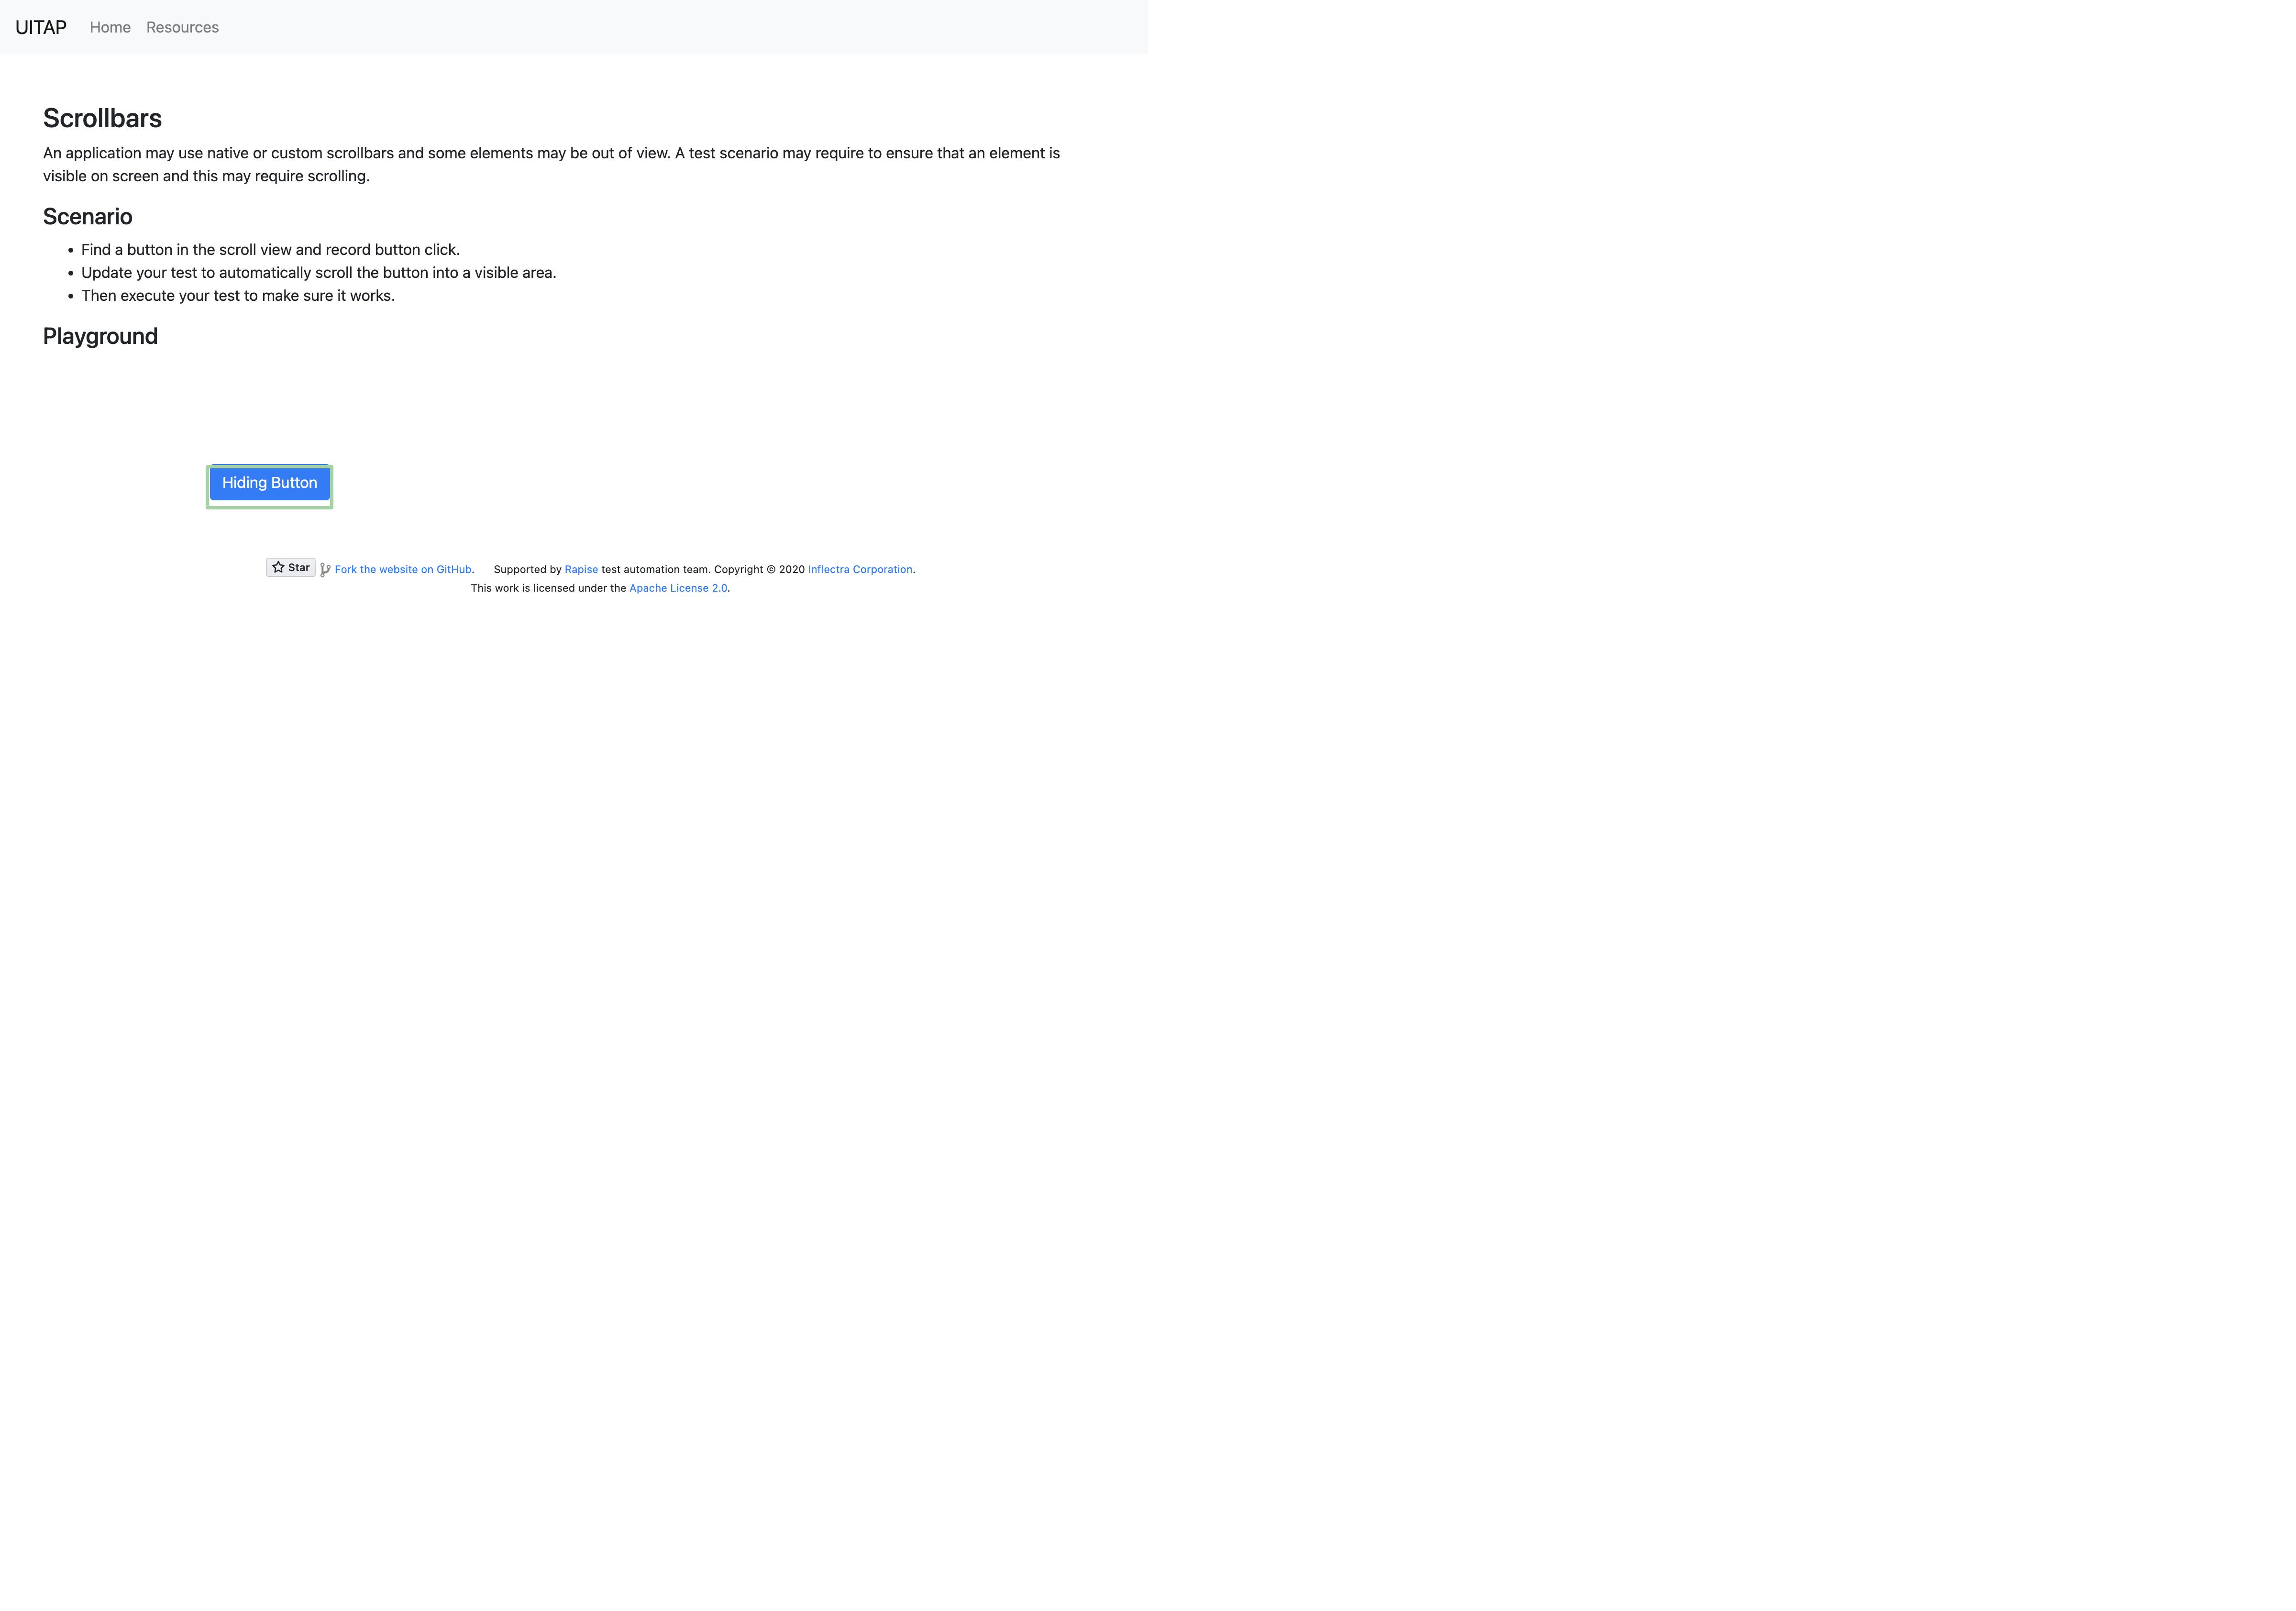 UITAP Home Resources
Scrollbars
An application may use native or custom scrollbars and some elements may be out of view. A test scenario may require to ensure that an element is
visible on screen and this may require scrolling.
Scenario
• Find a button in the scroll view and record button click.
• Update your test to automatically scroll the button into a visible area.
• Then execute your test to make sure it works.
Playground
Hiding Button
Star Fork the website on GitHub. Supported by Rapise test automation team. Copyright © 2020 Inflectra Corporation.
This work is licensed under the Apache License 2.0.